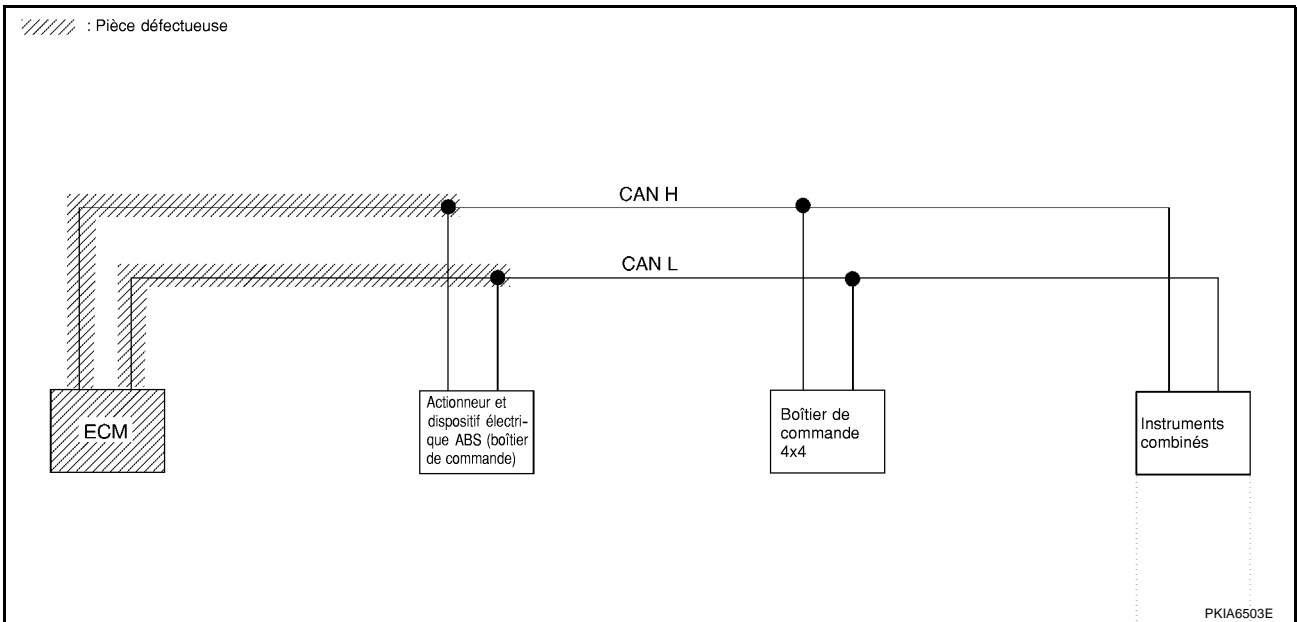 : Pièce défectueuse
CAN H
CAN L
ECM
Actionneur et
dispositif électri-
que ABS (boîtier
de commande)
Boîtier de
commande
4x4
Instruments
combinés
PKIA6503E